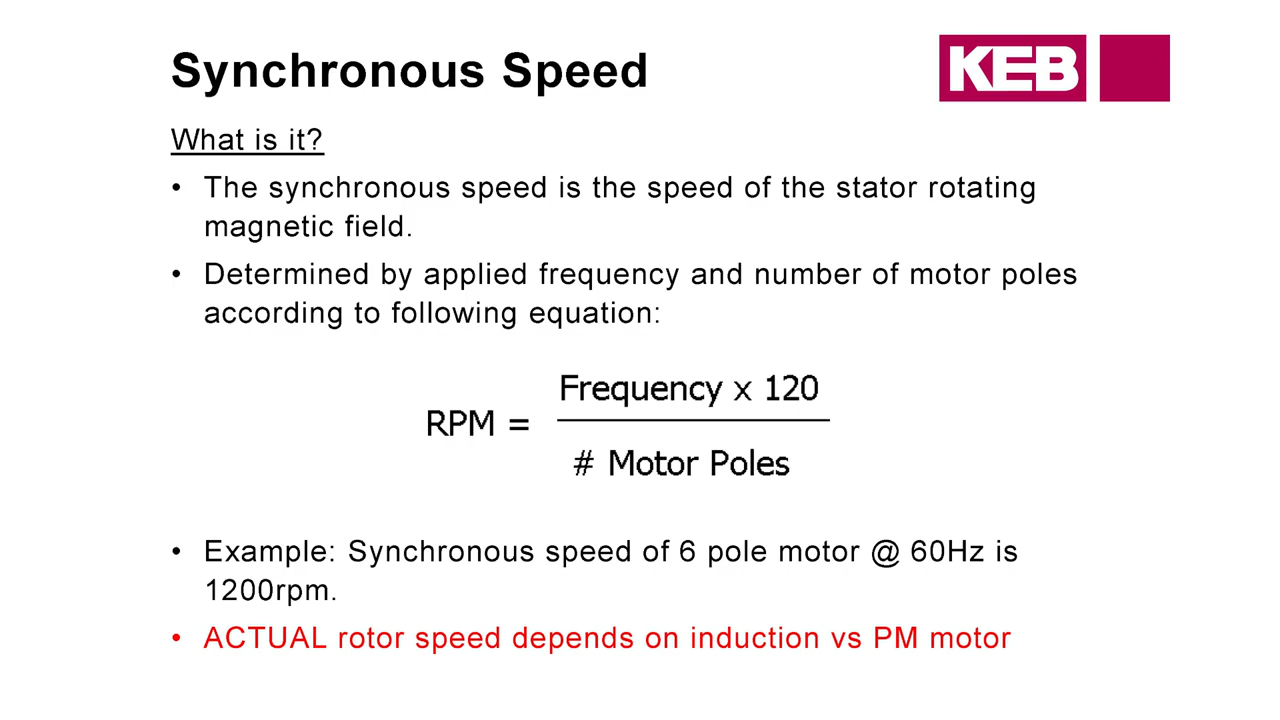 Synchronous Speed
KEB
What is it?
• The synchronous speed is the speed of the stator rotating
magnetic field.
• Determined by applied frequency and number of motor poles
according to following equation:
Frequency x 120
RPM =
# Motor Poles
• Example: Synchronous speed of 6 pole motor @ 60Hz is
1200rpm.
• ACTUAL rotor speed depends on induction vs PM motor